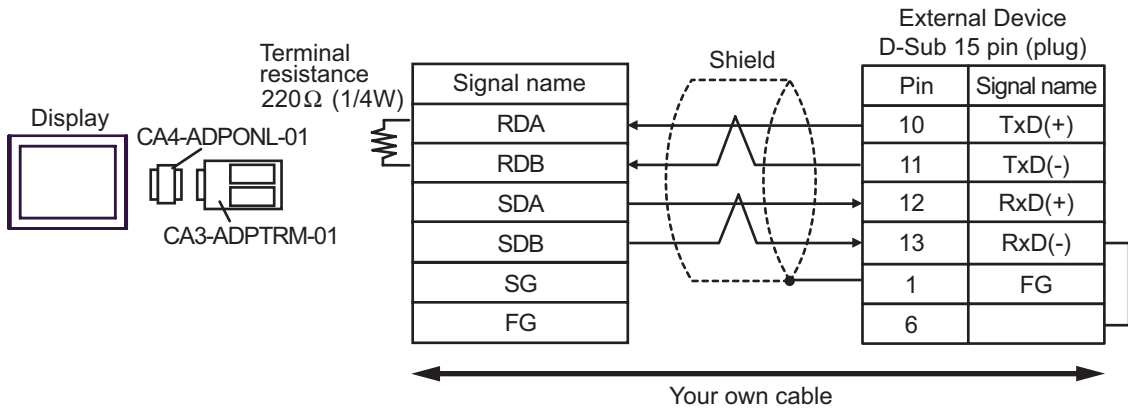 External Device
D-Sub 15 pin (plug)
Terminal
resistance
220Ω (1/4W)
Shield
Display
CA4-ADPONL-01
CA3-ADPTRM-01
Signal name
RDA
RDB
SDA
SDB
SG
FG
Pin Signal name
10 TxD(+)
11 TxD(-)
12 RxD(+)
13 RxD(-)
1 FG
6
Your own cable